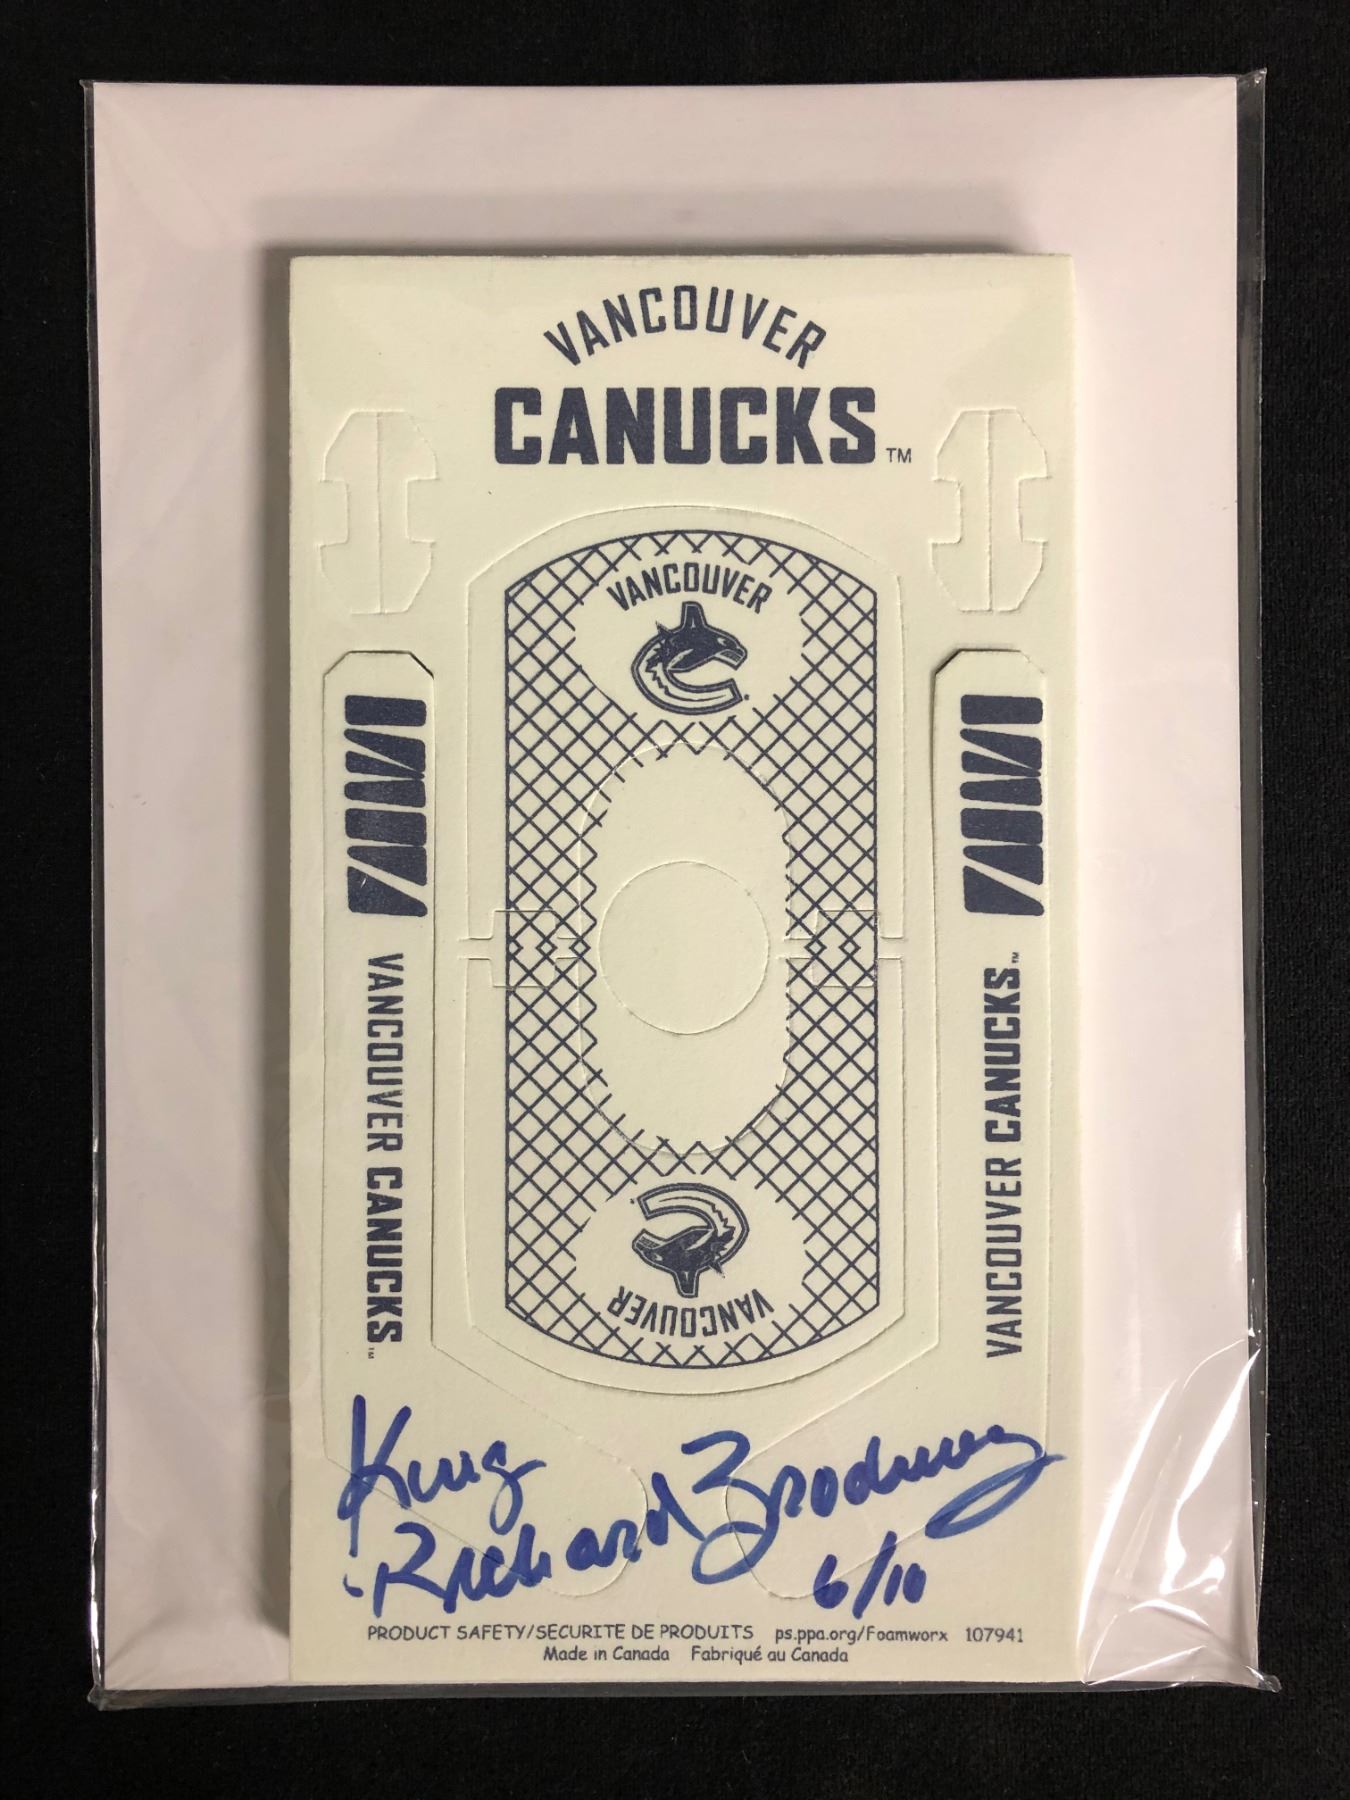 VANCOUVER
CANUCKS™
VANCOUVER
VANCOUVER CANUCKS™
VANCOUVER CANUCKS™
VANCOUVER
King
Richard Brodeur
6/10
PRODUCT SAFETY/SECURITE DE PRODUITS ps.ppa.org/Foamworx 107941
Made in Canada Fabriqué au Canada